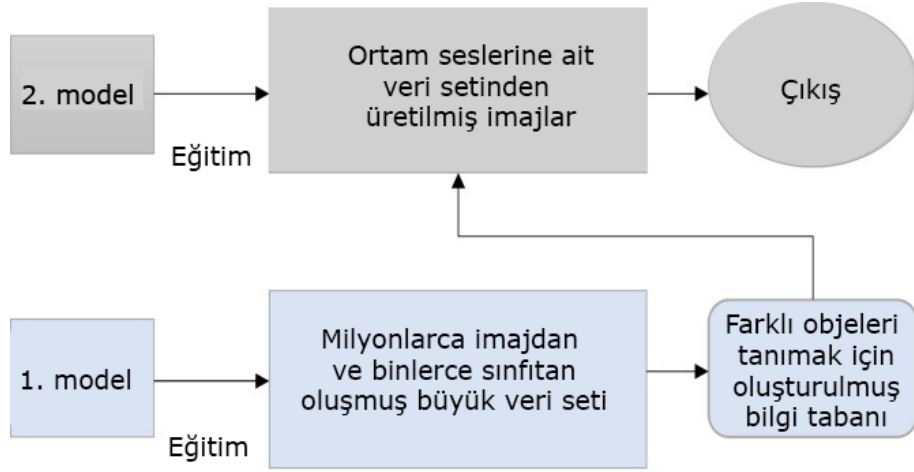 2. model
Eğitim
Ortam seslerine ait
veri setinden
üretilmiş imajlar
Çıkış
1. model
Eğitim
Milyonlarca imajdan
ve binlerce sınfıtan
oluşmuş büyük veri seti
Farklı objeleri
tanımak için
oluşturulmuş
bilgi tabanı